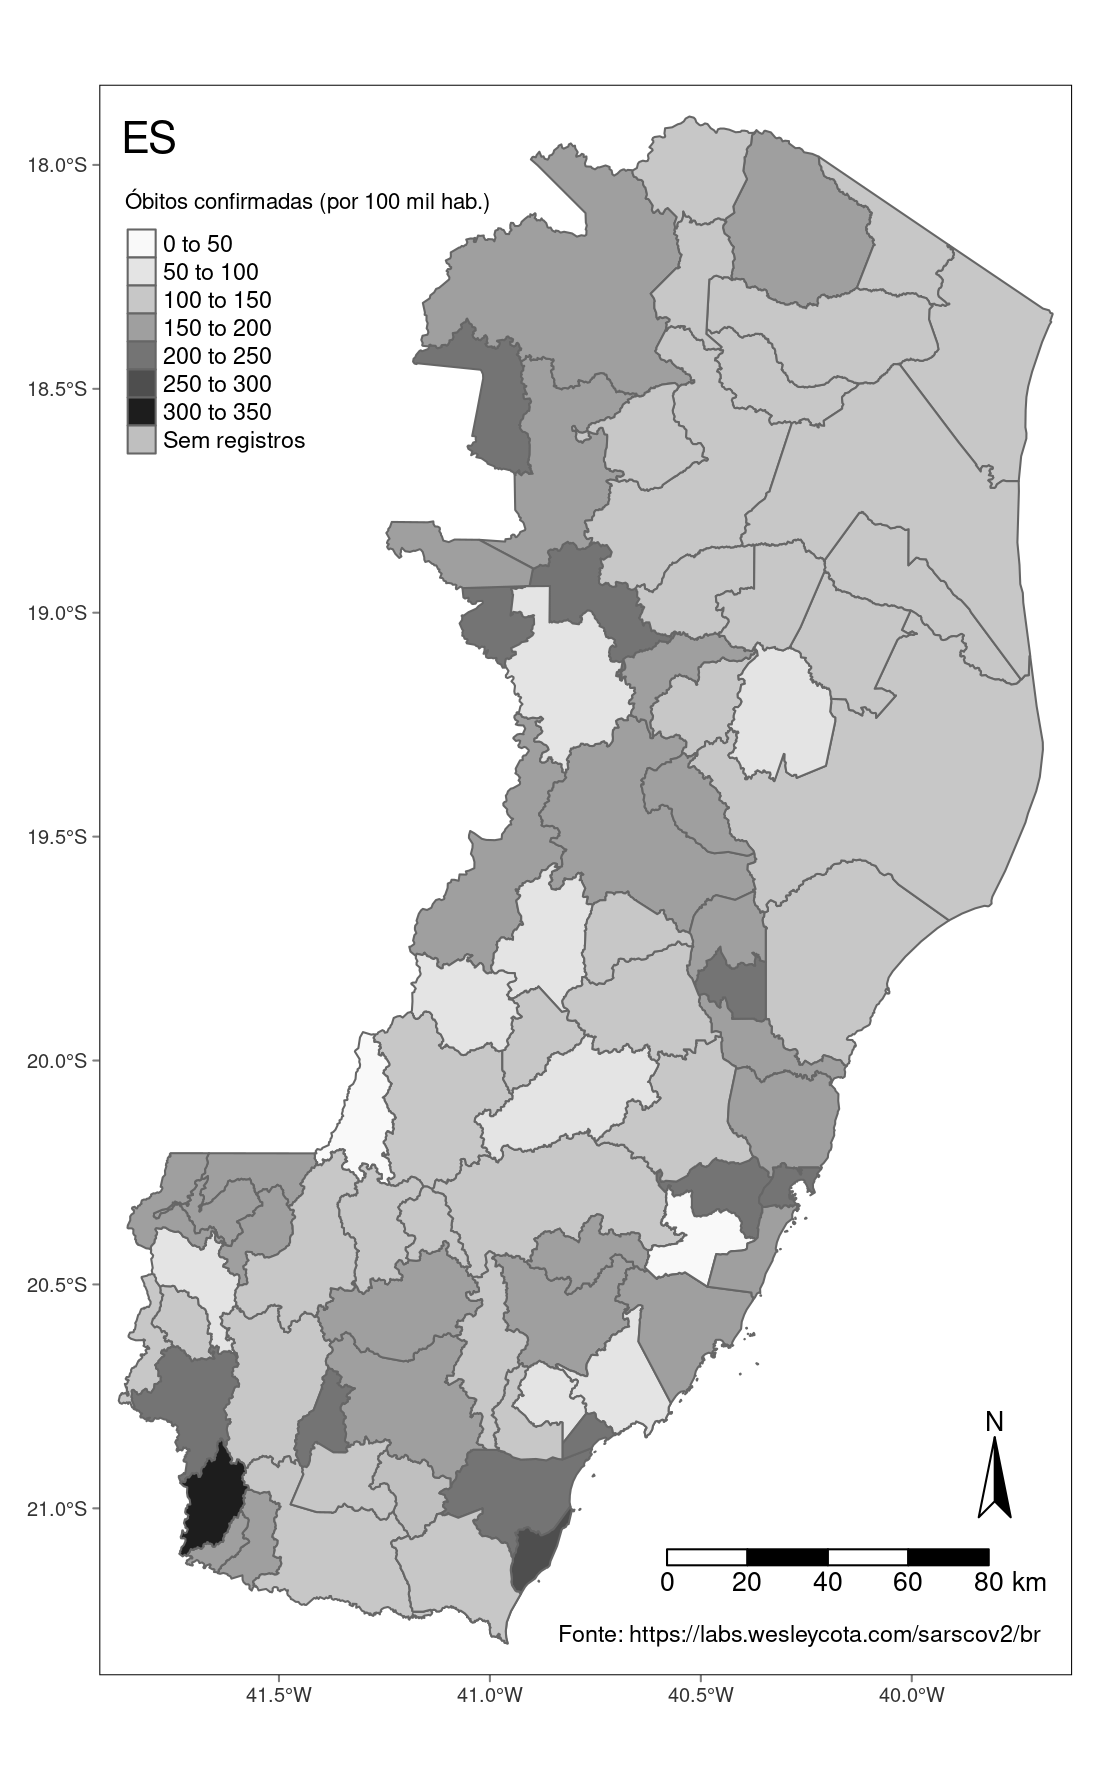 ES
Óbitos confirmadas (por 100 mil hab.)
0 to 50
50 to 100
100 to 150
150 to 200
200 to 250
250 to 300
300 to 350
Sem registros
18.0°S
18.5°S
19.0°S
19.5°S
20.0°S
20.5°S
21.0°S
N
0 20 40 60 80 km
Fonte: https://labs.wesleycota.com/sarscov2/br
41.5°W 41.0°W 40.5°W 40.0°W